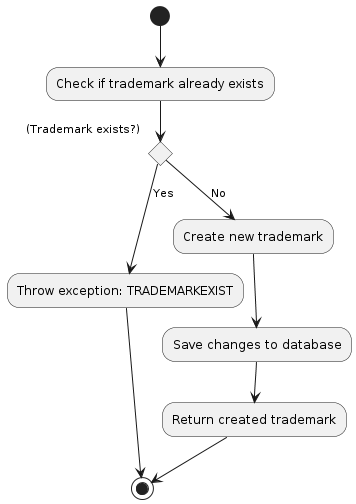 Check if trademark already exists
(Trademark exists?)
Yes
No
Create new trademark
Throw exception: TRADEMARKEXIST
Save changes to database
Return created trademark